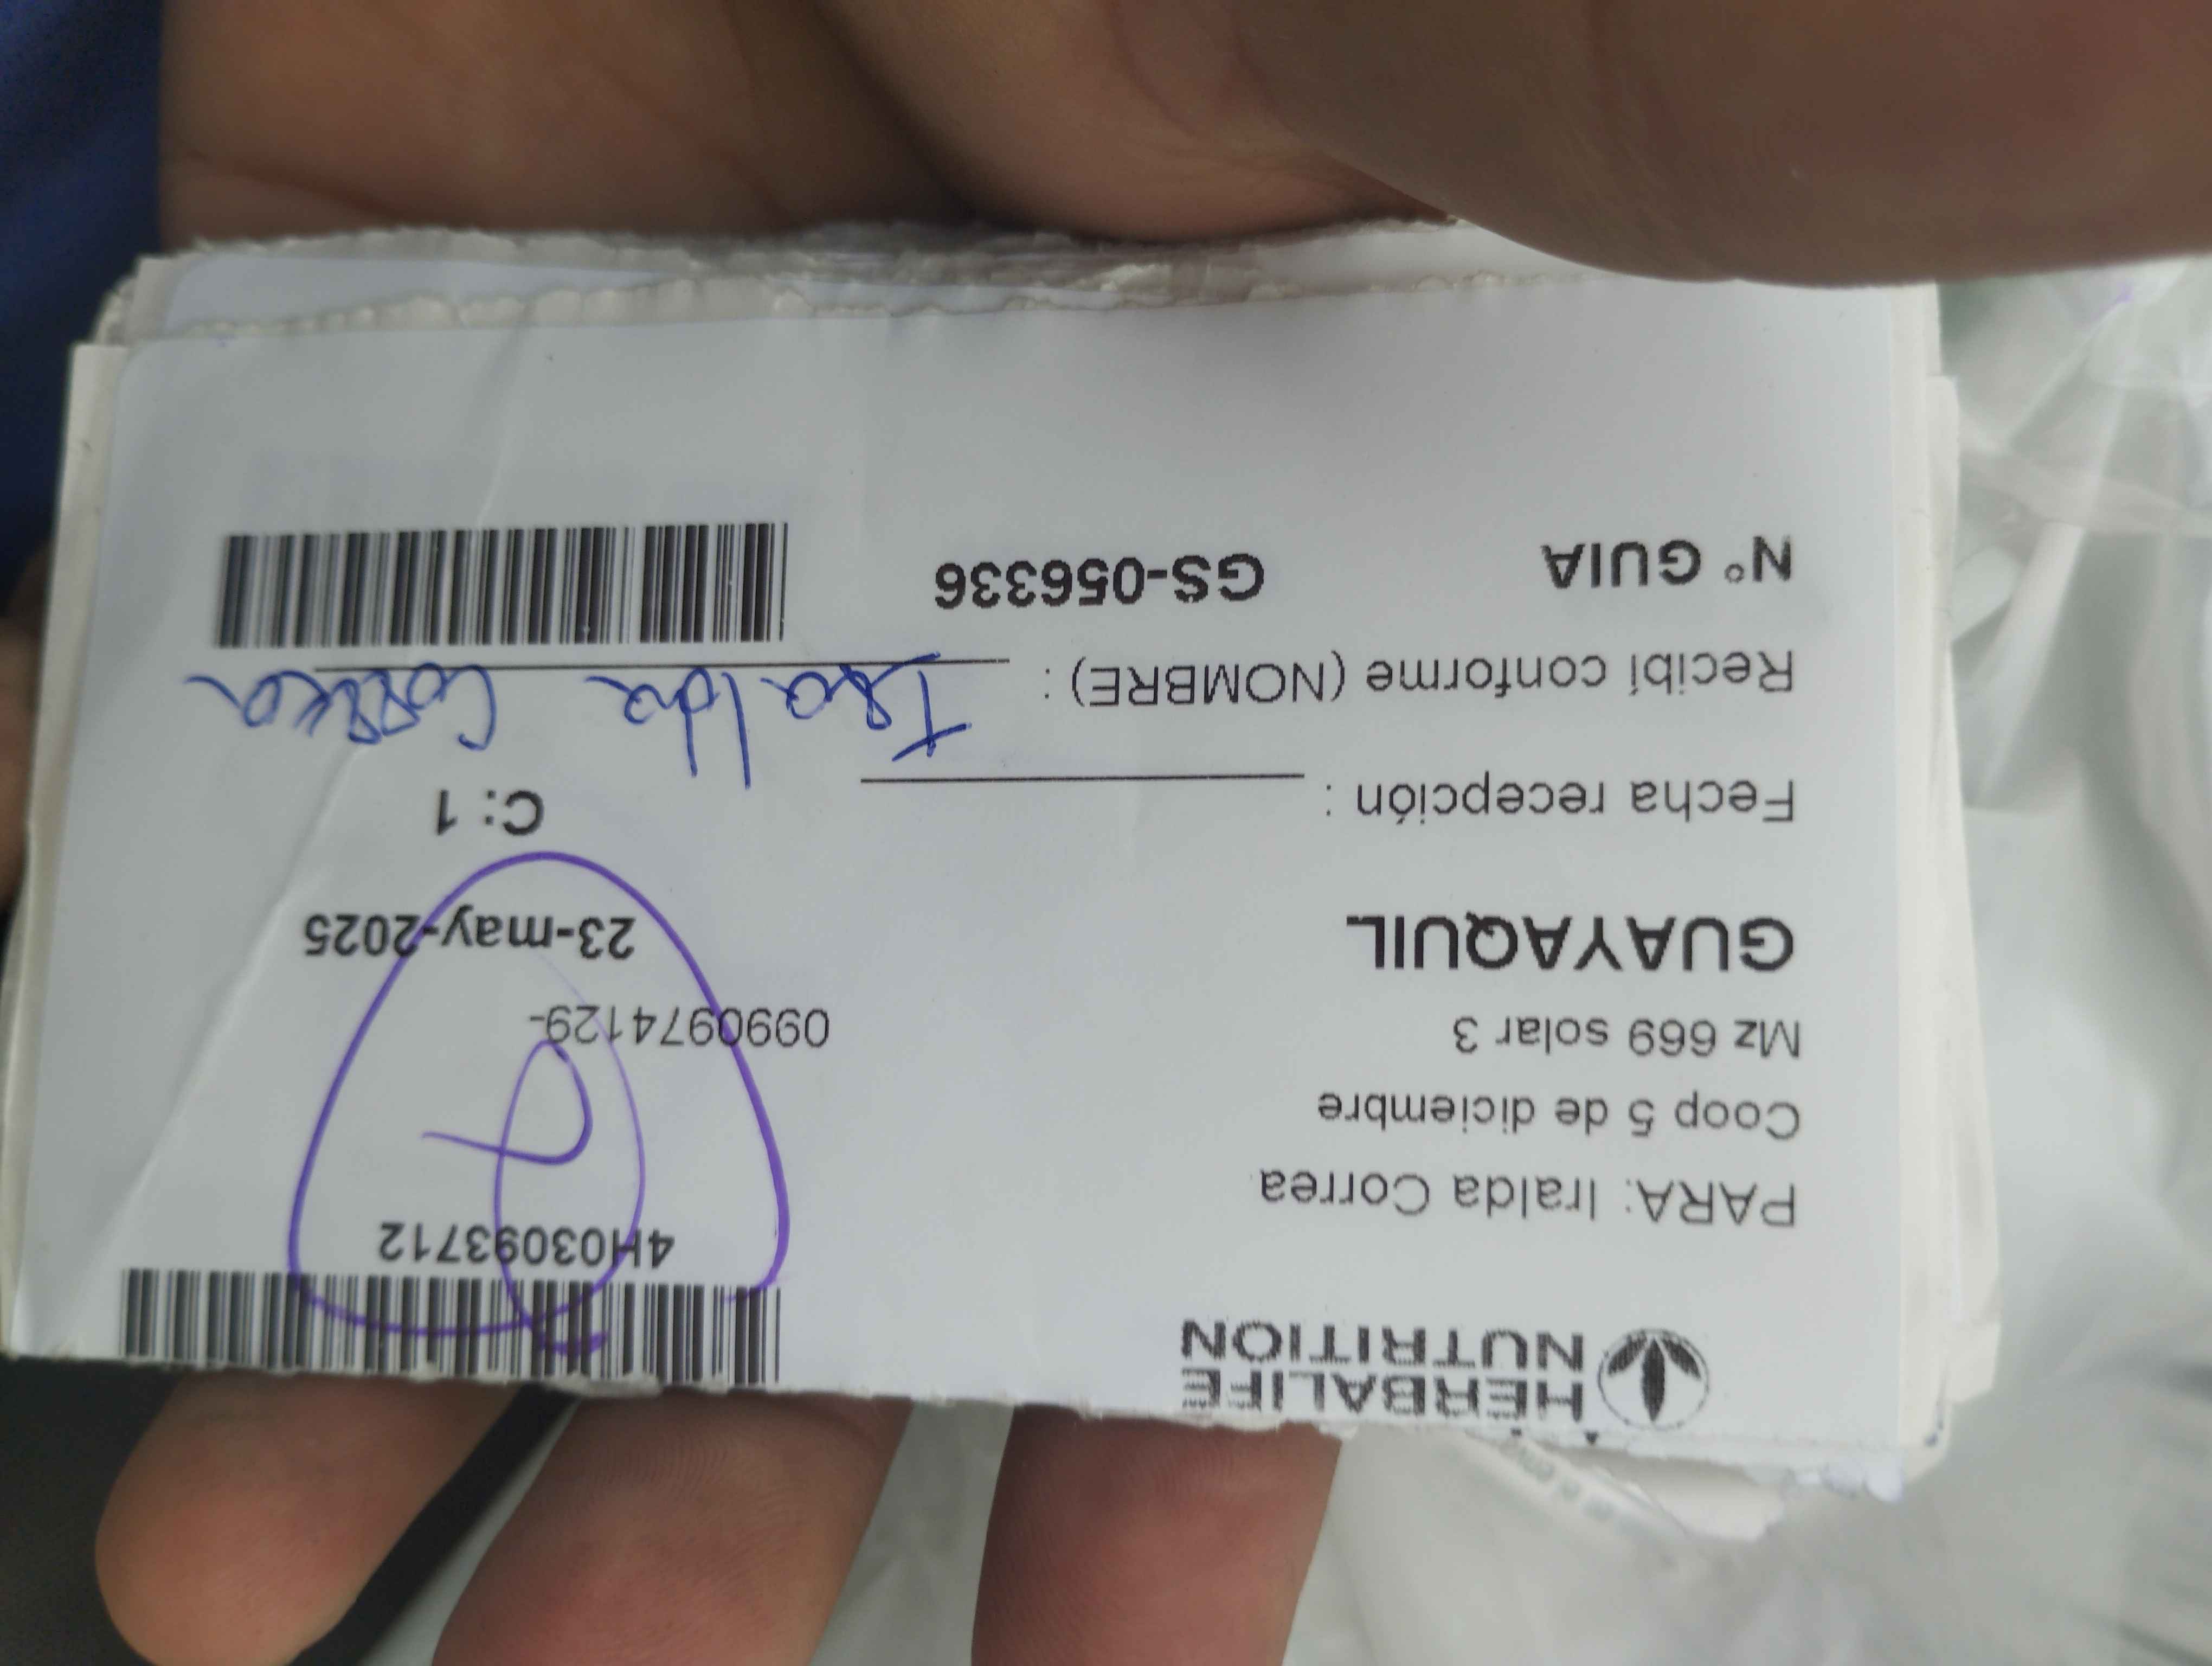 HERBALIFE
NUTRITION
4H03093712
PARA: Iralda Correa
Coop 5 de diciembre
Mz 669 solar 3
0990974129-
GUAYAQUIL
23-may-2025
C: 1
Fecha recepción :
Recibí conforme (NOMBRE) : Iralda Correa
N° GUIA GS-056336